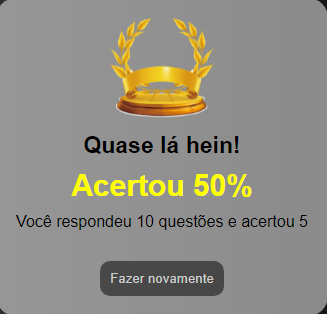 Quase lá hein!
Acertou 50%
Você respondeu 10 questões e acertou 5
Fazer novamente